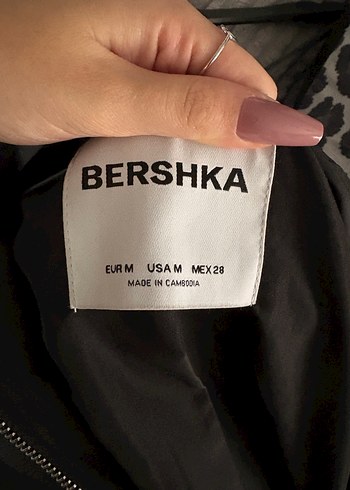 BERSHKA
EUR M USA M MEX 28
MADE IN CAMBODIA